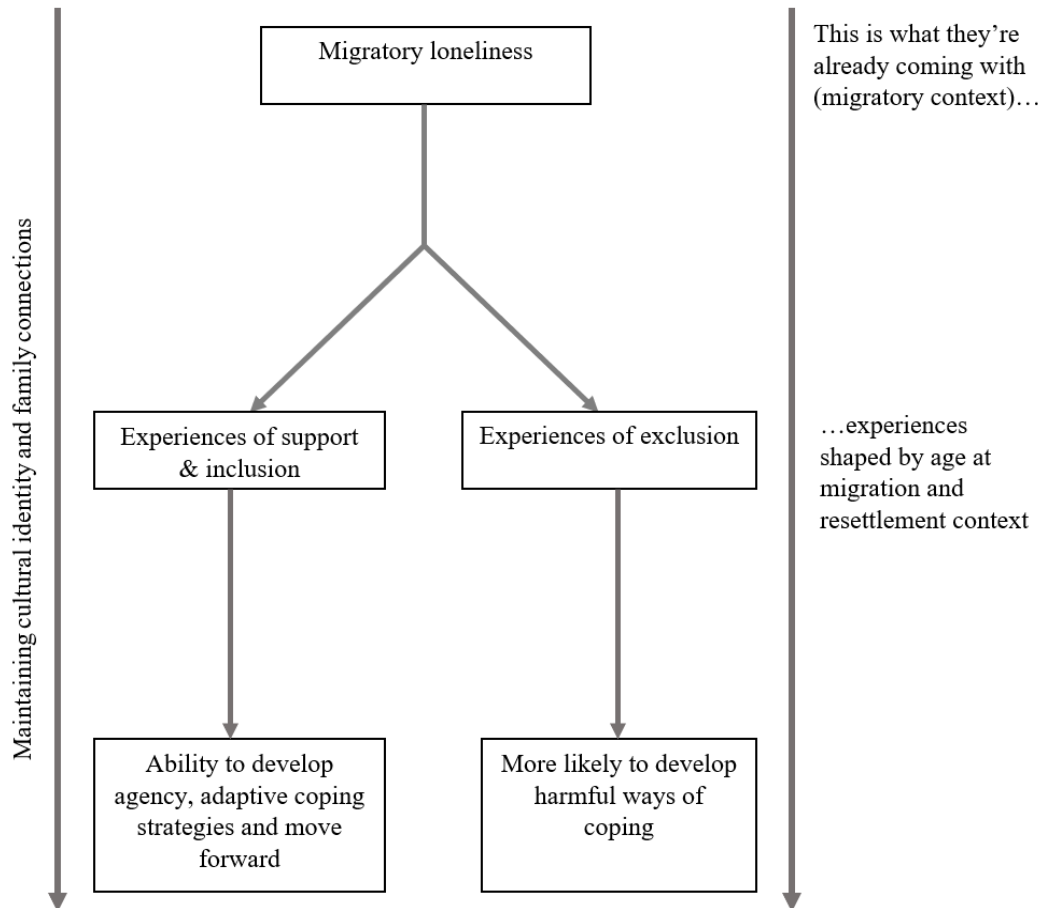 Migratory loneliness
This is what they’re
already coming with
(migratory context)…
Maintaining cultural identity and family connections
Experiences of support
& inclusion
Experiences of exclusion
…experiences
shaped by age at
migration and
resettlement context
Ability to develop
agency, adaptive coping
strategies and move
forward
More likely to develop
harmful ways of
coping